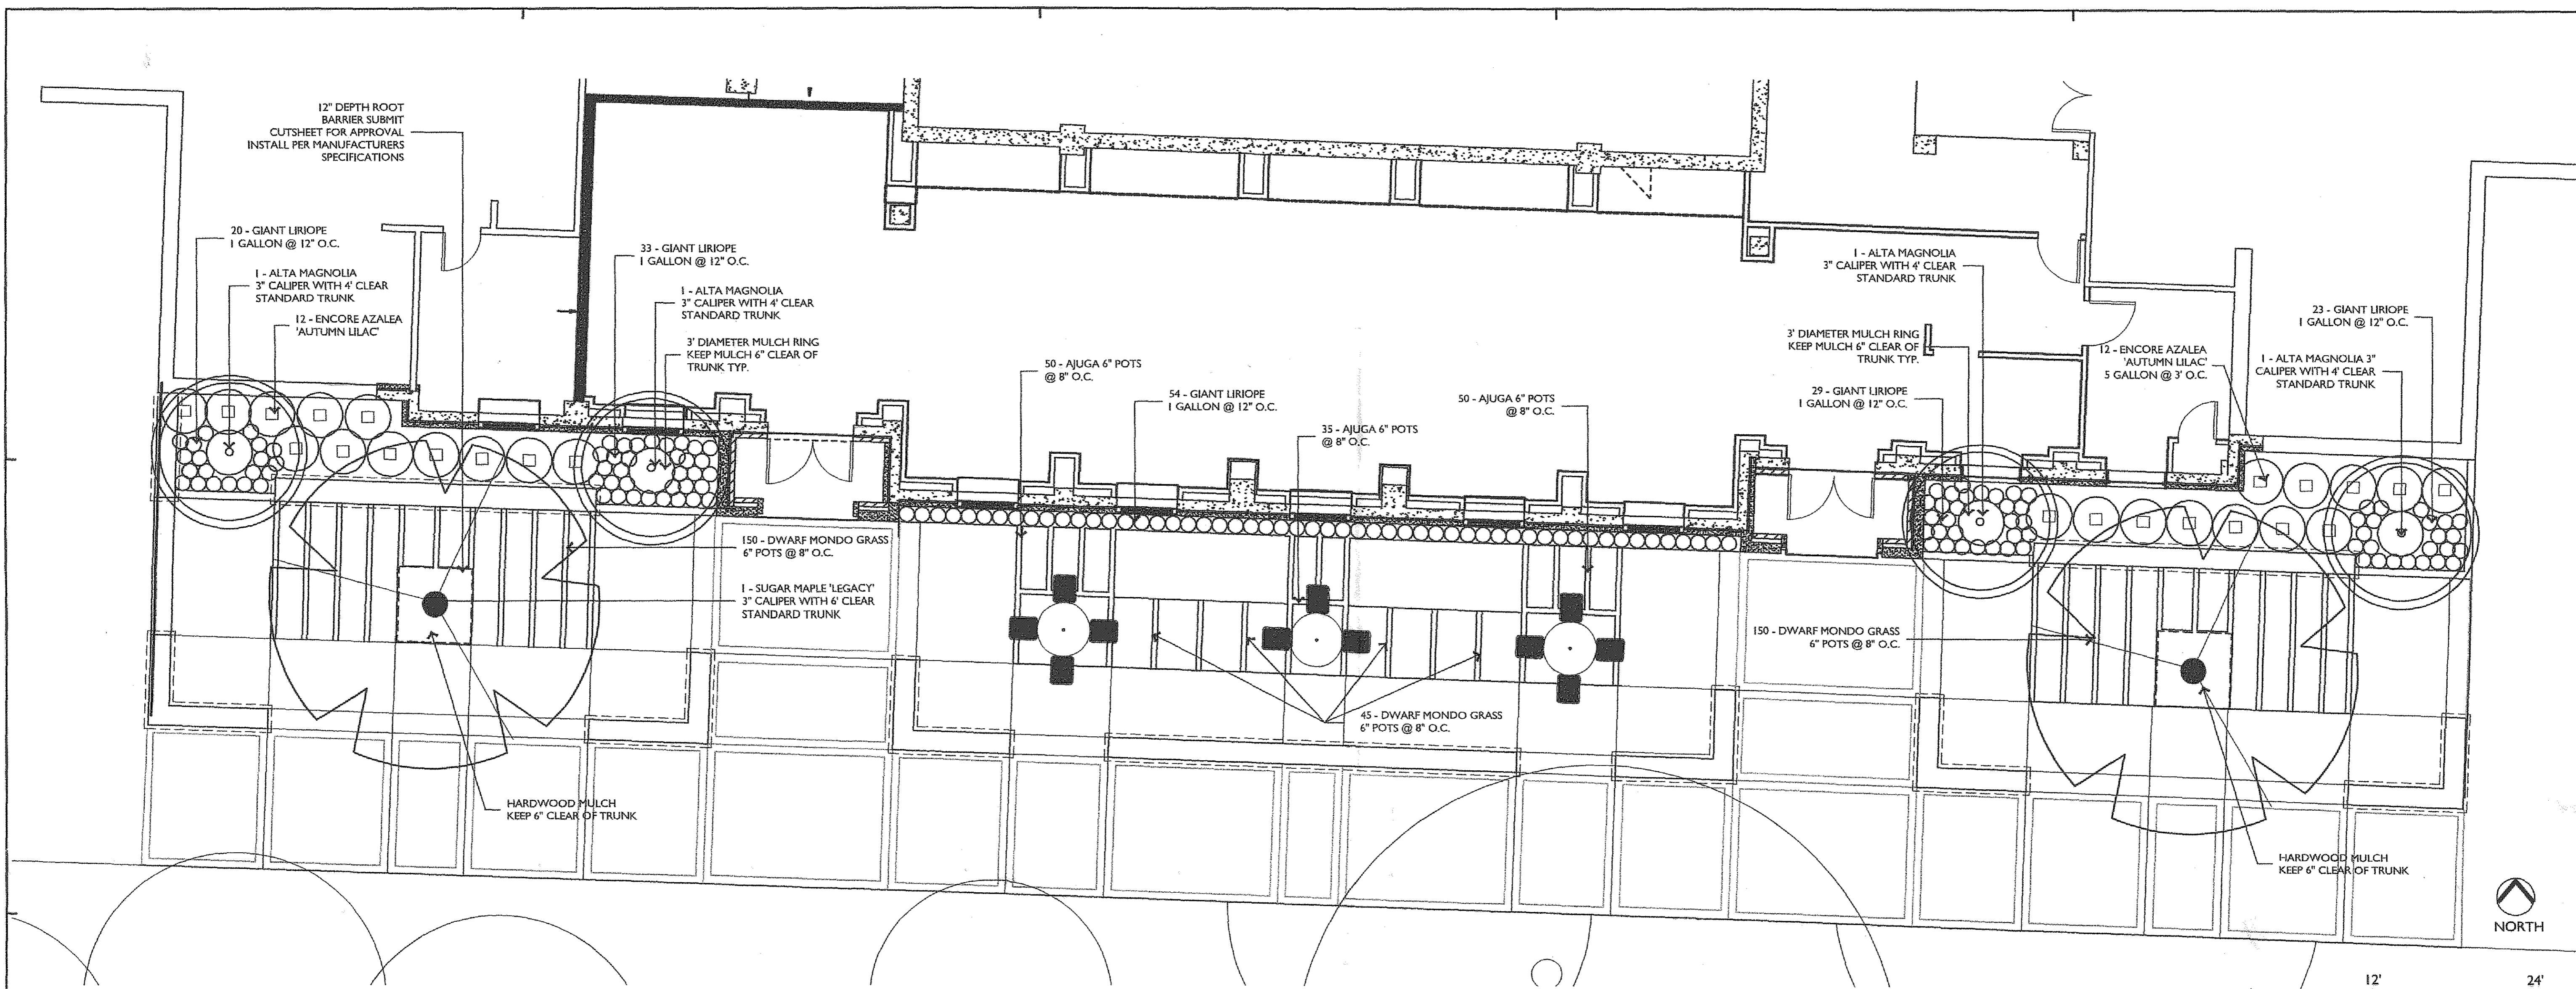 12" DEPTH ROOT
BARRIER SUBMIT
CUTSHEET FOR APPROVAL
INSTALL PER MANUFACTURERS
SPECIFICATIONS
20 - GIANT LIRIOPE
1 GALLON @ 12" O.C.
1 - ALTA MAGNOLIA
3" CALIPER WITH 4' CLEAR
STANDARD TRUNK
12 - ENCORE AZALEA
'AUTUMN LILAC'
33 - GIANT LIRIOPE
1 GALLON @ 12" O.C.
1 - ALTA MAGNOLIA
3" CALIPER WITH 4' CLEAR
STANDARD TRUNK
3' DIAMETER MULCH RING
KEEP MULCH 6" CLEAR OF
TRUNK TYP.
50 - AJUGA 6" POTS
@ 8" O.C.
54 - GIANT LIRIOPE
1 GALLON @ 12" O.C.
35 - AJUGA 6" POTS
@ 8" O.C.
50 - AJUGA 6" POTS
@ 8" O.C.
1 - ALTA MAGNOLIA
3" CALIPER WITH 4' CLEAR
STANDARD TRUNK
3' DIAMETER MULCH RING
KEEP MULCH 6" CLEAR OF
TRUNK TYP.
29 - GIANT LIRIOPE
1 GALLON @ 12" O.C.
12 - ENCORE AZALEA
'AUTUMN LILAC'
5 GALLON @ 3' O.C.
23 - GIANT LIRIOPE
1 GALLON @ 12" O.C.
1 - ALTA MAGNOLIA 3"
CALIPER WITH 4' CLEAR
STANDARD TRUNK
150 - DWARF MONDO GRASS
6" POTS @ 8" O.C.
1 - SUGAR MAPLE 'LEGACY'
3" CALIPER WITH 6' CLEAR
STANDARD TRUNK
150 - DWARF MONDO GRASS
6" POTS @ 8" O.C.
45 - DWARF MONDO GRASS
6" POTS @ 8" O.C.
HARDWOOD MULCH
KEEP 6" CLEAR OF TRUNK
HARDWOOD MULCH
KEEP 6" CLEAR OF TRUNK
NORTH
12'
24'